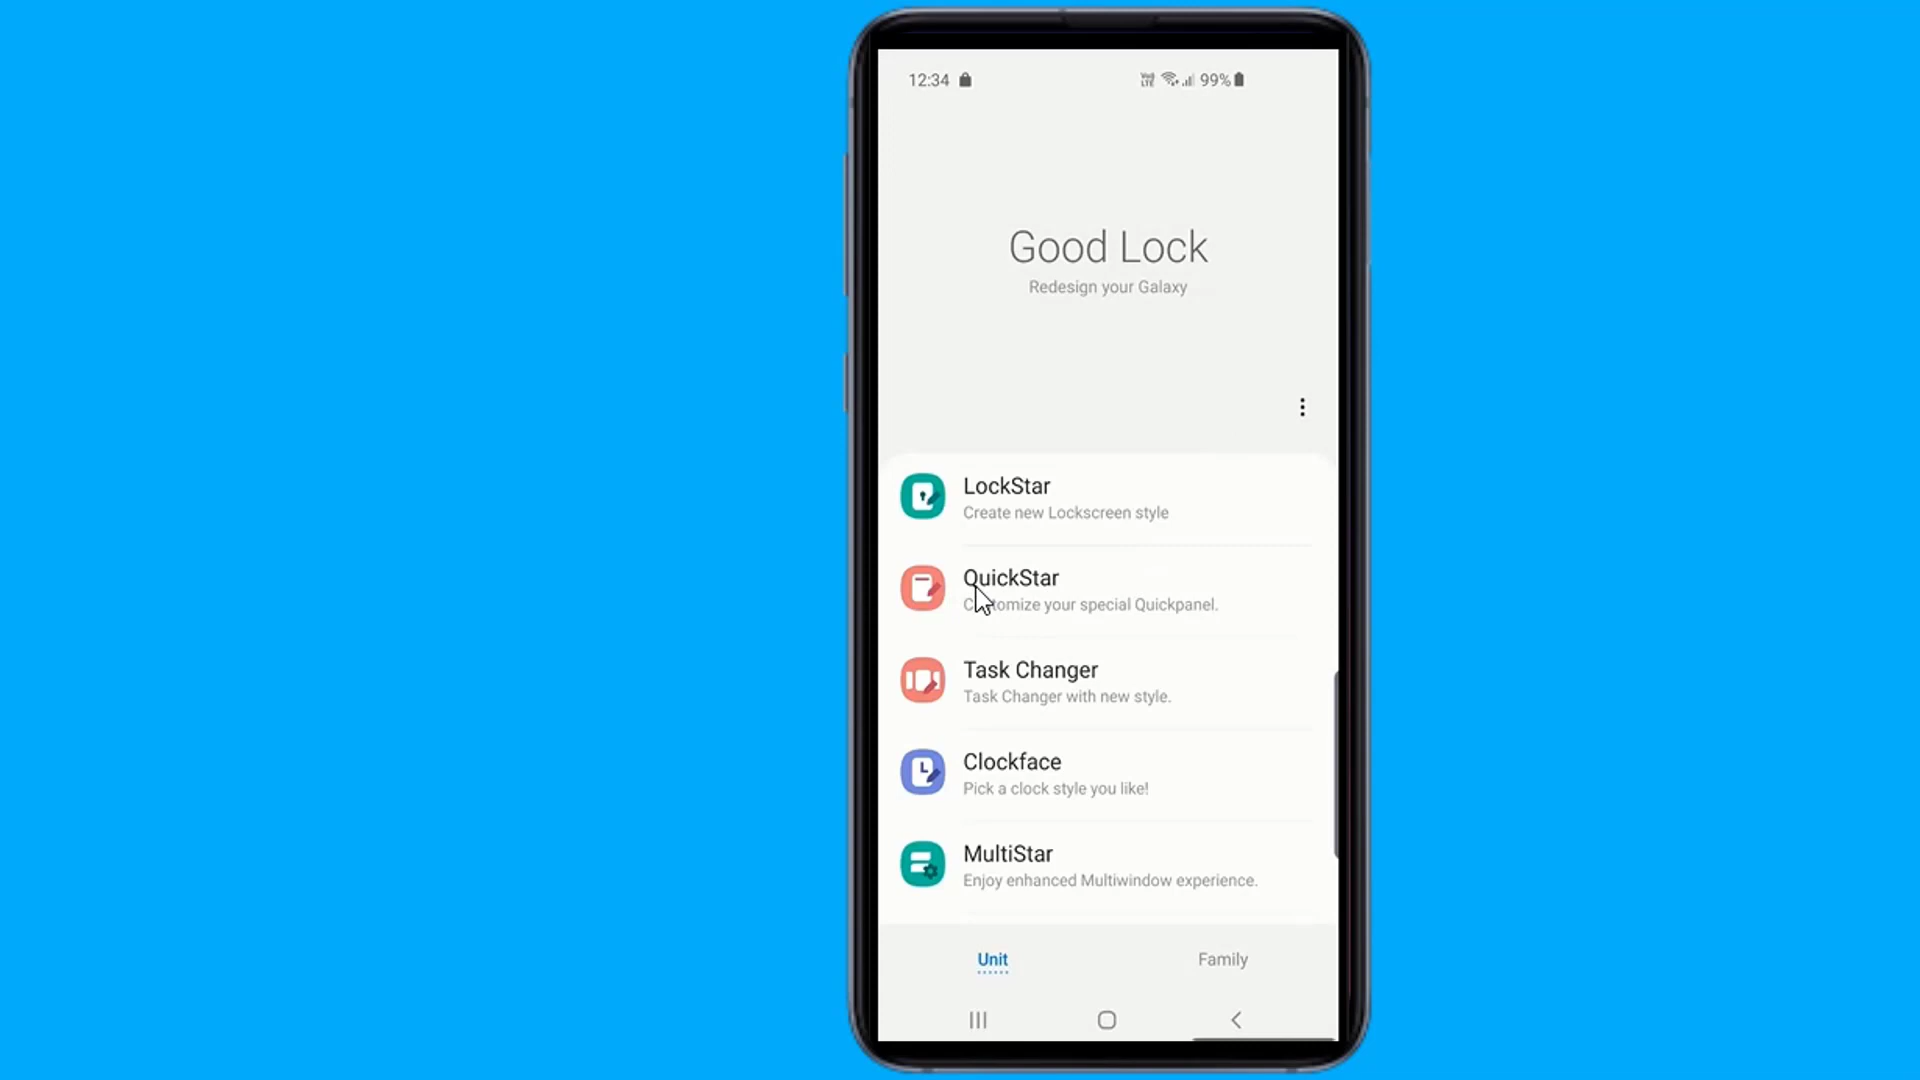 12:34
99%
Good Lock
Redesign your Galaxy
LockStar
Create new Lockscreen style
QuickStar
Customize your special Quickpanel.
Task Changer
Task Changer with new style.
Clockface
Pick a clock style you like!
MultiStar
Enjoy enhanced Multiwindow experience.
Unit
Family